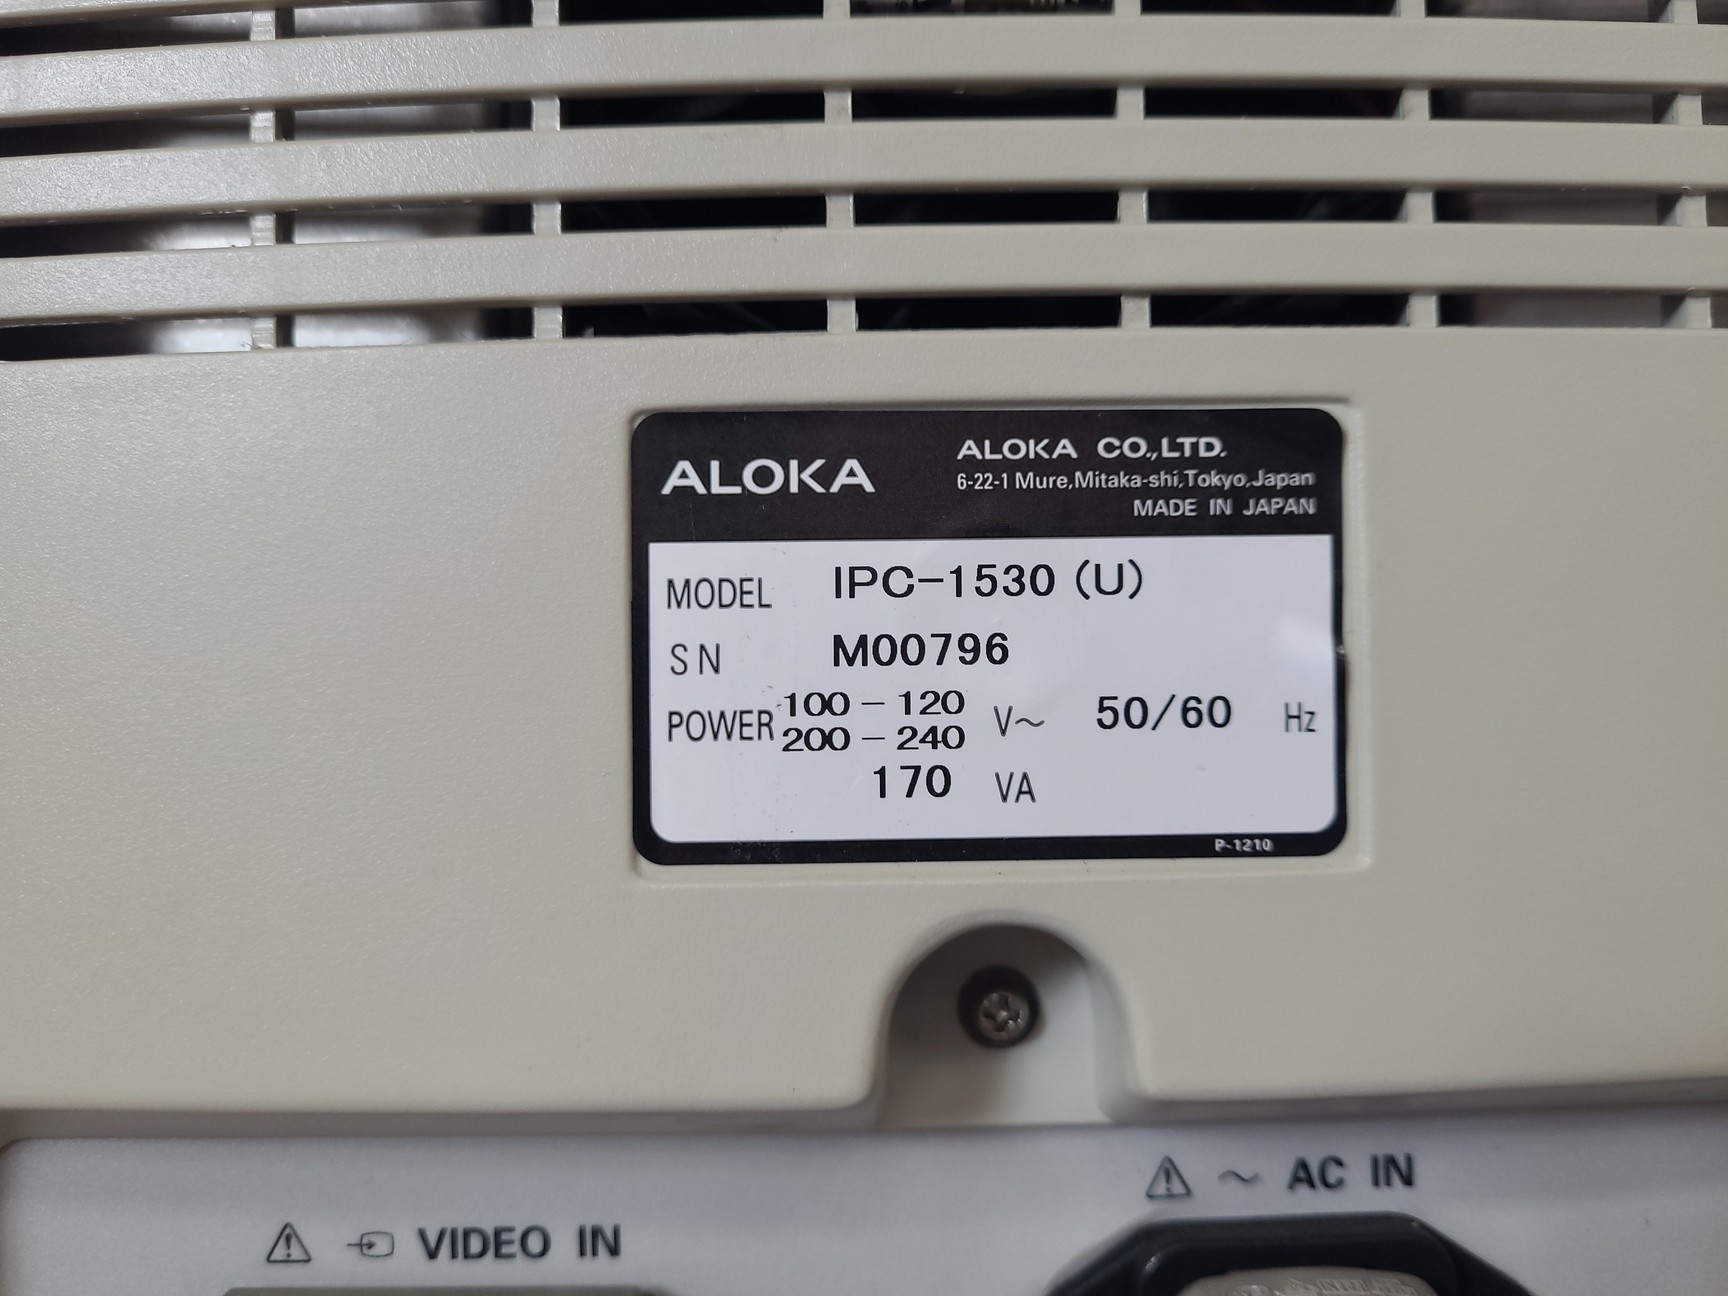 ALOKA
ALOKA CO.,LTD.
6-22-1 Mure,Mitaka-shi,Tokyo,Japan
MADE IN JAPAN
MODEL IPC-1530 (U)
SN M00796
POWER 100 - 120 V~ 50/60 Hz
200 - 240
170 VA
P-1210
~ AC IN
VIDEO IN